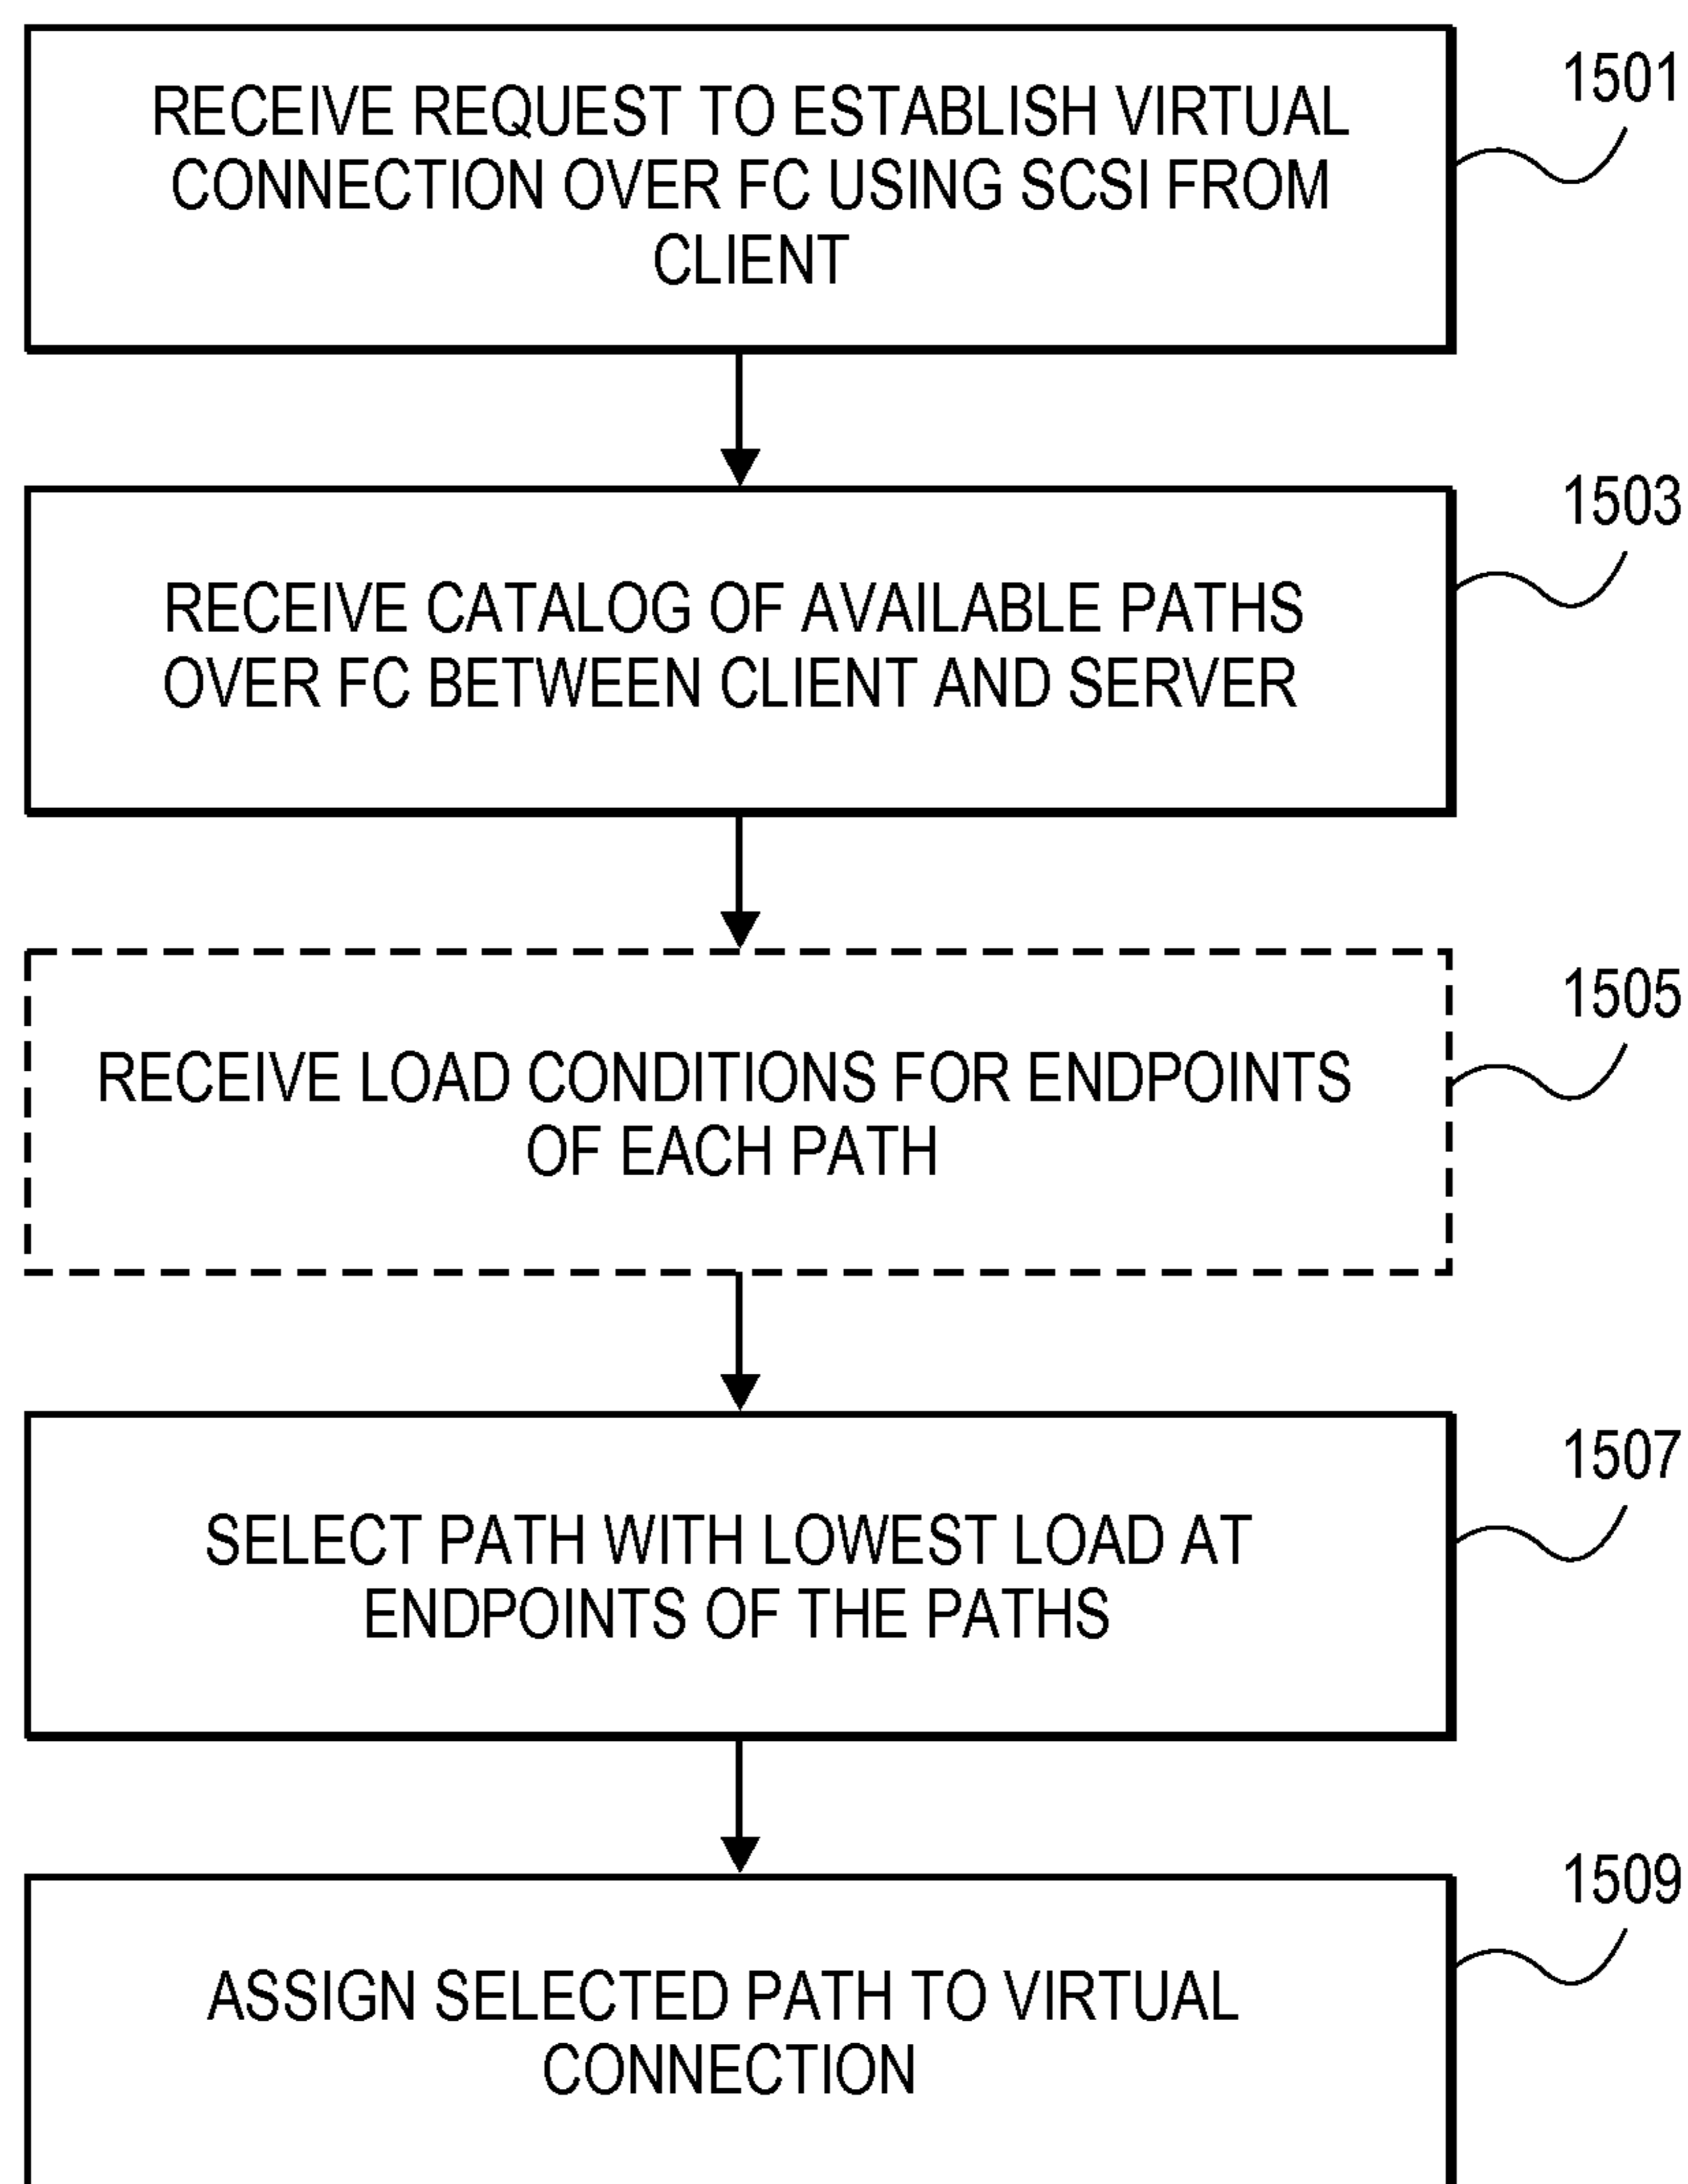 RECEIVE REQUEST TO ESTABLISH VIRTUAL
CONNECTION OVER FC USING SCSI FROM
CLIENT
1501
RECEIVE CATALOG OF AVAILABLE PATHS
OVER FC BETWEEN CLIENT AND SERVER
1503
RECEIVE LOAD CONDITIONS FOR ENDPOINTS
OF EACH PATH
1505
SELECT PATH WITH LOWEST LOAD AT
ENDPOINTS OF THE PATHS
1507
ASSIGN SELECTED PATH TO VIRTUAL
CONNECTION
1509